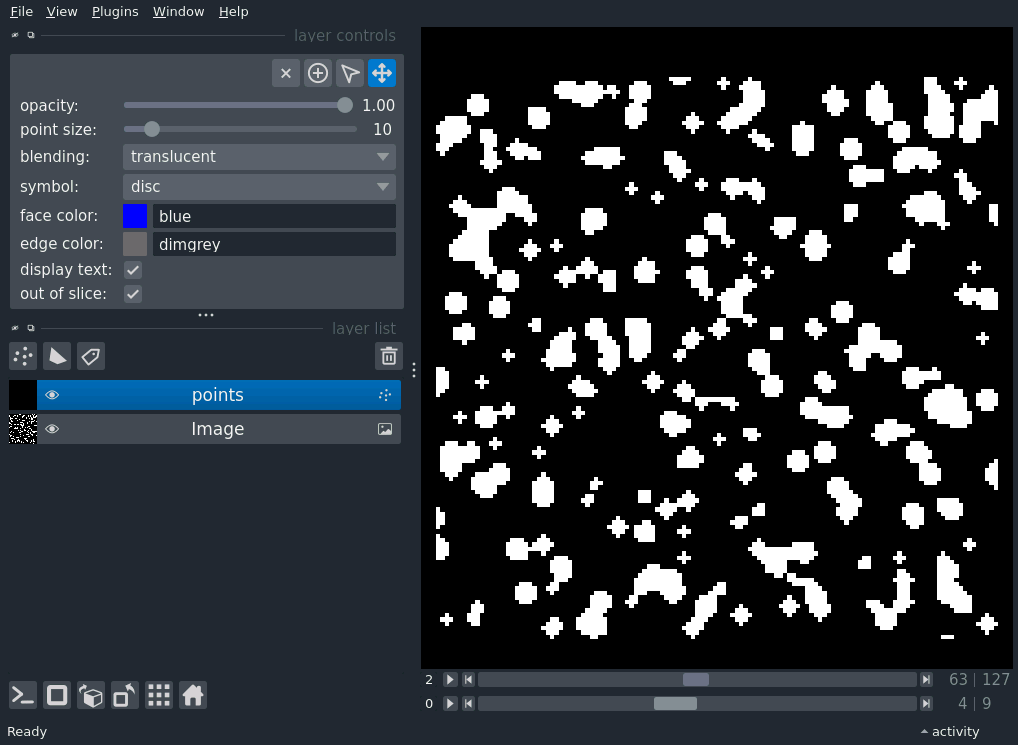 File View Plugins Window Help
layer controls
opacity: 1.00
point size: 10
blending: translucent
symbol: disc
face color: blue
edge color: dimgrey
display text:
out of slice:
layer list
points
Image
2 63 | 127
0 4 | 9
Ready activity